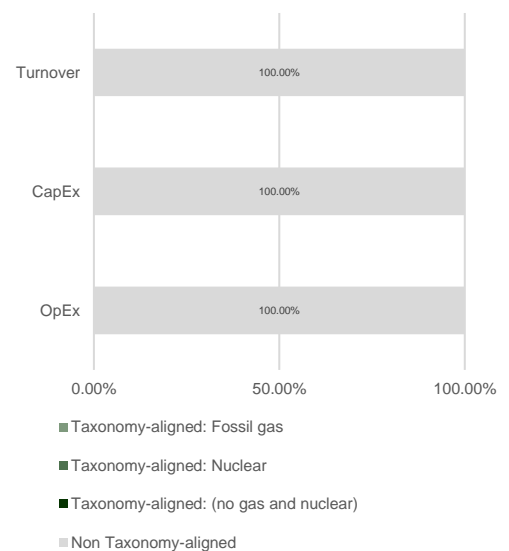 Turnover
100.00%
CapEx
100.00%
OpEx
100.00%
0.00% 50.00% 100.00%
Taxonomy-aligned: Fossil gas
Taxonomy-aligned: Nuclear
Taxonomy-aligned: (no gas and nuclear)
Non Taxonomy-aligned